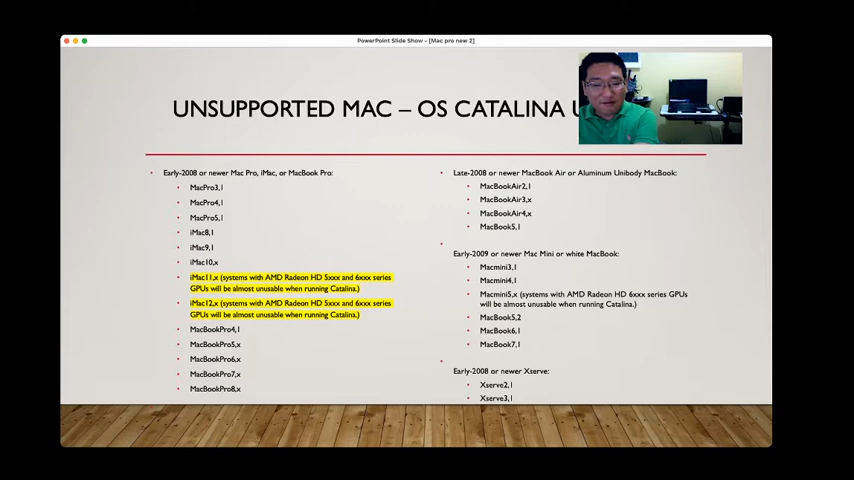 PowerPoint Slide Show - [Mac pro new 2]
UNSUPPORTED MAC – OS CATALINA
Early-2008 or newer Mac Pro, iMac, or MacBook Pro:
MacPro3,1
MacPro4,1
MacPro5,1
iMac8,1
iMac9,1
iMac10,x
iMac11,x (systems with AMD Radeon HD 5xxx and 6xxx series
GPUs will be almost unusable when running Catalina.)
iMac12,x (systems with AMD Radeon HD 5xxx and 6xxx series
GPUs will be almost unusable when running Catalina.)
MacBookPro4,1
MacBookPro5,x
MacBookPro6,x
MacBookPro7,x
MacBookPro8,x
Late-2008 or newer MacBook Air or Aluminum Unibody MacBook:
MacBookAir2,1
MacBookAir3,x
MacBookAir4,x
MacBook5,1
Early-2009 or newer Mac Mini or white MacBook:
Macmini3,1
Macmini4,1
Macmini5,x (systems with AMD Radeon HD 6xxx series GPUs
will be almost unusable when running Catalina.)
MacBook5,2
MacBook6,1
MacBook7,1
Early-2008 or newer Xserve:
Xserve2,1
Xserve3,1